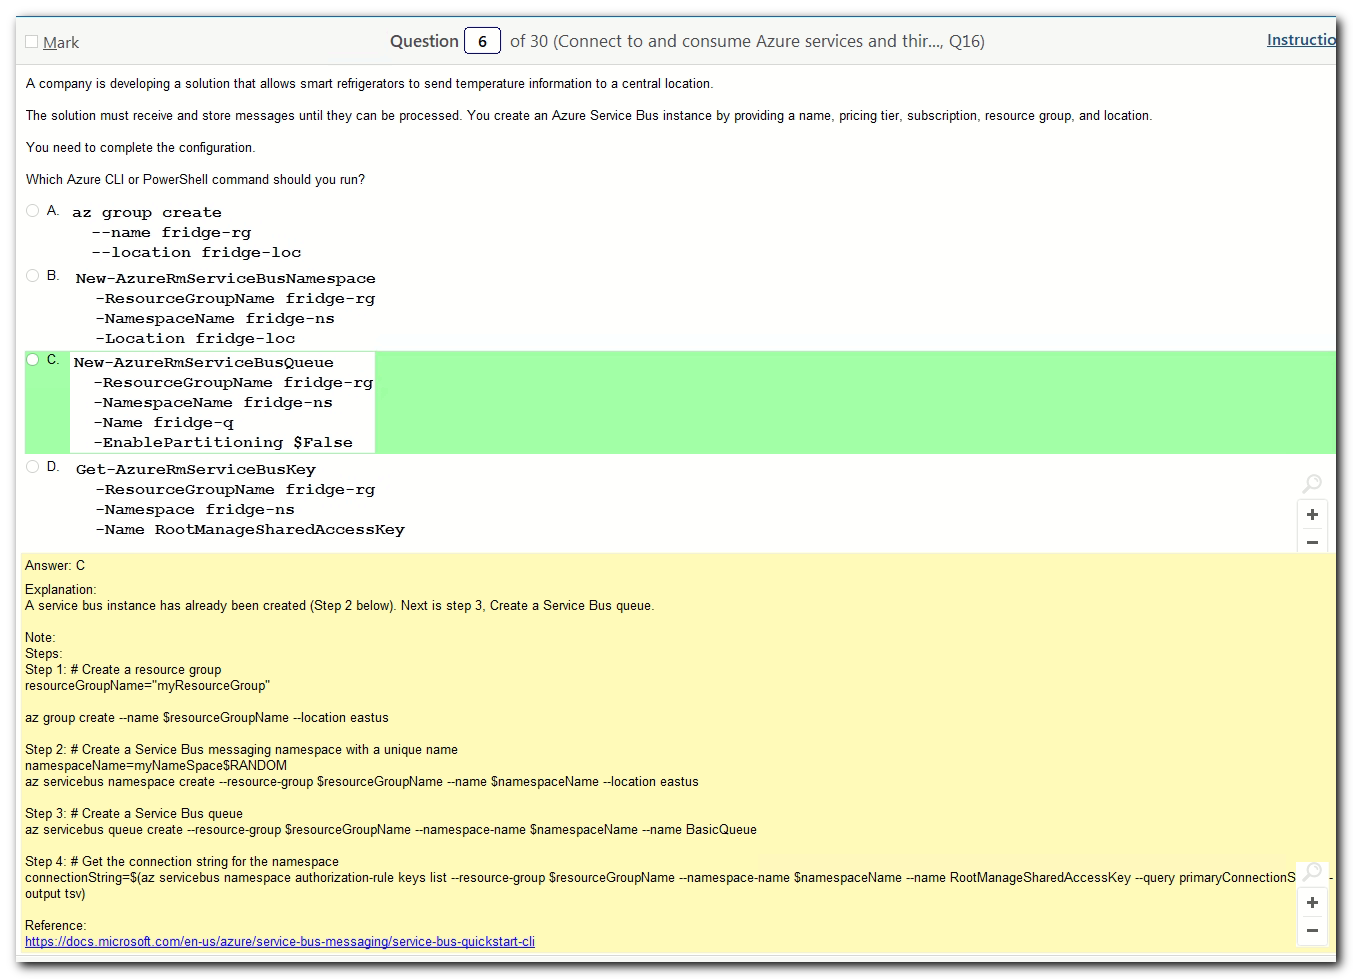 Mark
Question 6 of 30 (Connect to and consume Azure services and thir..., Q16)
Instructio
A company is developing a solution that allows smart refrigerators to send temperature information to a central location.
The solution must receive and store messages until they can be processed. You create an Azure Service Bus instance by providing a name, pricing tier, subscription, resource group, and location.
You need to complete the configuration.
Which Azure CLI or PowerShell command should you run?
A. az group create
--name fridge-rg
--location fridge-loc
B. New-AzureRmServiceBusNamespace
-ResourceGroupName fridge-rg
-NamespaceName fridge-ns
-Location fridge-loc
C. New-AzureRmServiceBusQueue
-ResourceGroupName fridge-rg
-NamespaceName fridge-ns
-Name fridge-q
-EnablePartitioning $False
D. Get-AzureRmServiceBusKey
-ResourceGroupName fridge-rg
-Namespace fridge-ns
-Name RootManageSharedAccessKey
Answer: C
Explanation:
A service bus instance has already been created (Step 2 below). Next is step 3, Create a Service Bus queue.
Note:
Steps:
Step 1: # Create a resource group
resourceGroupName="myResourceGroup"
az group create --name $resourceGroupName --location eastus
Step 2: # Create a Service Bus messaging namespace with a unique name
namespaceName=myNameSpace$RANDOM
az servicebus namespace create --resource-group $resourceGroupName --name $namespaceName --location eastus
Step 3: # Create a Service Bus queue
az servicebus queue create --resource-group $resourceGroupName --namespace-name $namespaceName --name BasicQueue
Step 4: # Get the connection string for the namespace
connectionString=$(az servicebus namespace authorization-rule keys list --resource-group $resourceGroupName --namespace-name $namespaceName --name RootManageSharedAccessKey --query primaryConnectionS -
output tsv)
Reference:
https://docs.microsoft.com/en-us/azure/service-bus-messaging/service-bus-quickstart-cli